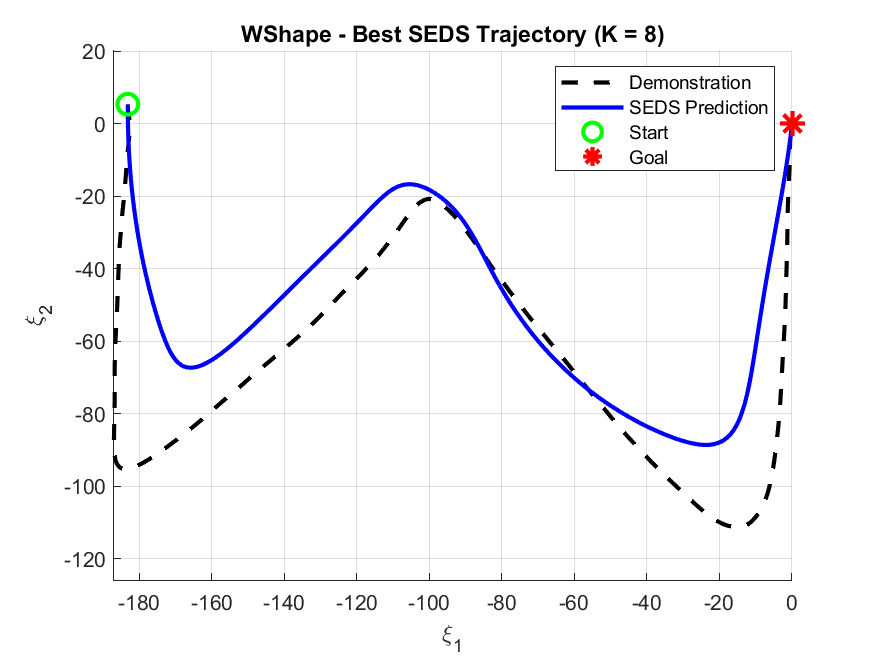 WShape - Best SEDS Trajectory (K = 8)
Demonstration
SEDS Prediction
Start
Goal
20
0
-20
-40
-60
-80
-100
-120
ξ2
-180 -160 -140 -120 -100 -80 -60 -40 -20 0
ξ1